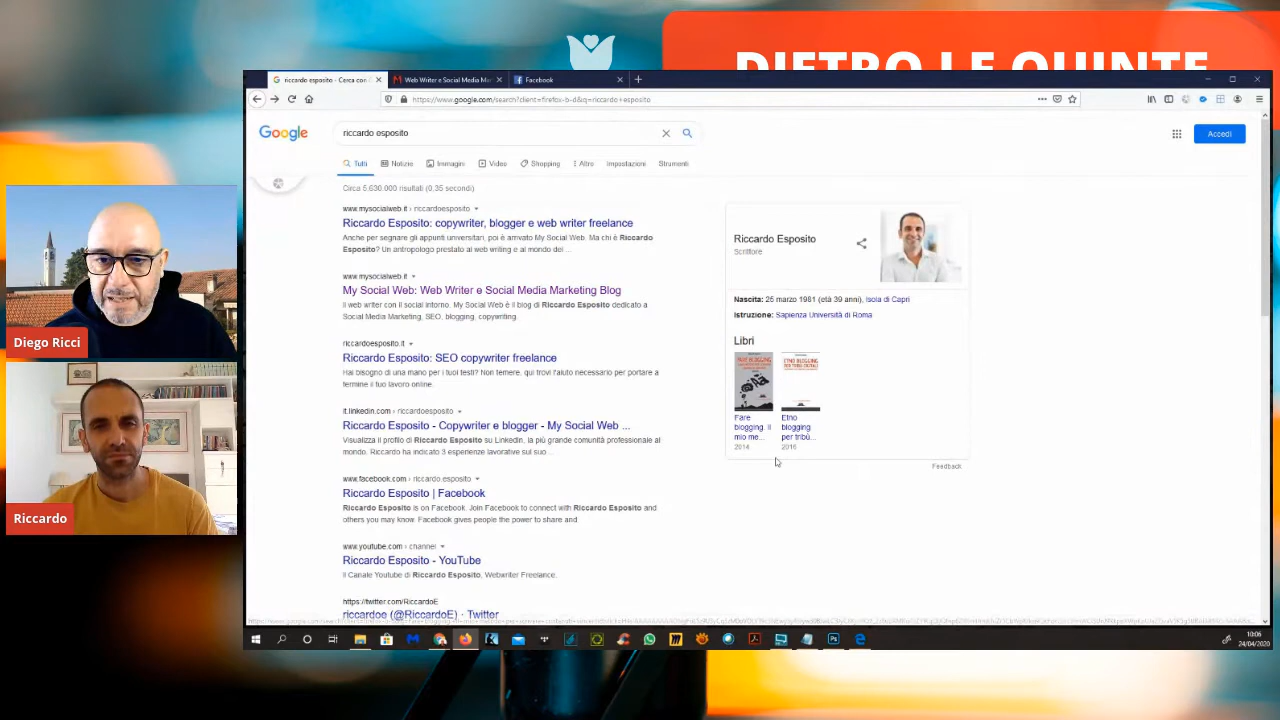 DIETRO LE QUINTE
riccardo esposito - Cerca con
Web Writer e Social Media Mar
Facebook
https://www.google.com/search?client=firefox-b-d&q=riccardo+esposito
Google
riccardo esposito
Accedi
Tutti
Notizie
Immagini
Video
Shopping
Altro
Impostazioni
Strumenti
Circa 5.630.000 risultati (0,35 secondi)
www.mysocialweb.it › riccardoesposito
Riccardo Esposito: copywriter, blogger e web writer freelance
Anche per segnare gli appunti universitari, poi è arrivato My Social Web. Ma chi è Riccardo
Esposito? Un antropologo prestato al web writing e al mondo dei ...
www.mysocialweb.it
My Social Web: Web Writer e Social Media Marketing Blog
Il web writer con il social intorno. My Social Web è il blog di Riccardo Esposito dedicato a
Social Media Marketing, SEO, blogging, copywriting.
riccardoesposito.it
Riccardo Esposito: SEO copywriter freelance
Hai bisogno di una mano per i tuoi testi? Non temere, qui trovi l'aiuto necessario per portare a
termine il tuo lavoro online.
it.linkedin.com › riccardoesposito
Riccardo Esposito - Copywriter e blogger - My Social Web ...
Visualizza il profilo di Riccardo Esposito su LinkedIn, la più grande comunità professionale al
mondo. Riccardo ha indicato 3 esperienze lavorative sul suo ...
www.facebook.com › riccardo.esposito
Riccardo Esposito | Facebook
Riccardo Esposito is on Facebook. Join Facebook to connect with Riccardo Esposito and
others you may know. Facebook gives people the power to share and
www.youtube.com › channel
Riccardo Esposito - YouTube
Il Canale Youtube di Riccardo Esposito, Webwriter Freelance.
https://twitter.com/RiccardoE
riccardoe (@RiccardoE) · Twitter
Riccardo Esposito
Scrittore
Nascita: 25 marzo 1981 (età 39 anni), Isola di Capri
Istruzione: Sapienza Università di Roma
Libri
Fare
blogging. Il
mio me...
2014
Etno
blogging
per tribù...
2016
Feedback
Diego Ricci
Riccardo
10:06
24/04/2020